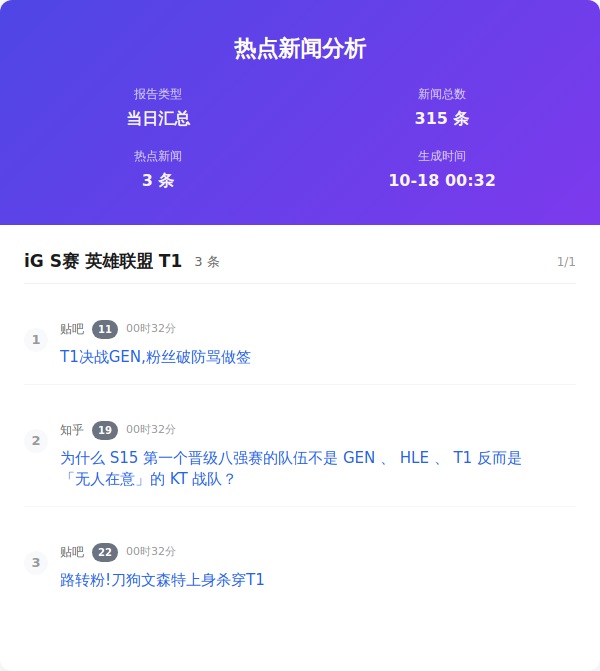 热点新闻分析
报告类型
当日汇总
新闻总数
315 条
热点新闻
3 条
生成时间
10-18 00:32
iG S赛 英雄联盟 T1 3 条 1/1
1
贴吧 11 00时32分
T1决战GEN,粉丝破防骂做签
2
知乎 19 00时32分
为什么 S15 第一个晋级八强赛的队伍不是 GEN 、 HLE 、 T1 反而是
「无人在意」的 KT 战队？
3
贴吧 22 00时32分
路转粉!刀狗文森特上身杀穿T1